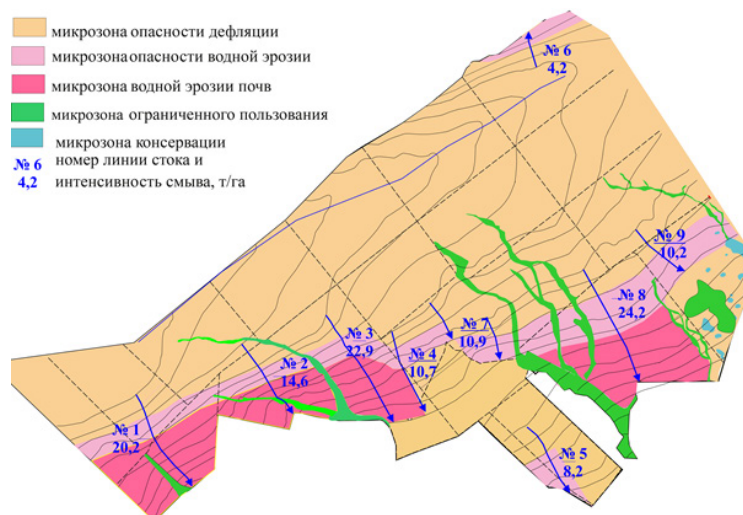 микрозона опасности дефляции
микрозона опасности водной эрозии
микрозона водной эрозии почв
микрозона ограниченного пользования
микрозона консервации
№ 6 номер линии стока и
4,2 интенсивность смыва, т/га
№ 6
4,2
№ 9
10,2
№ 8
24,2
№ 7
10,9
№ 3
22,9
№ 4
10,7
№ 2
14,6
№ 1
20,2
№ 5
8,2